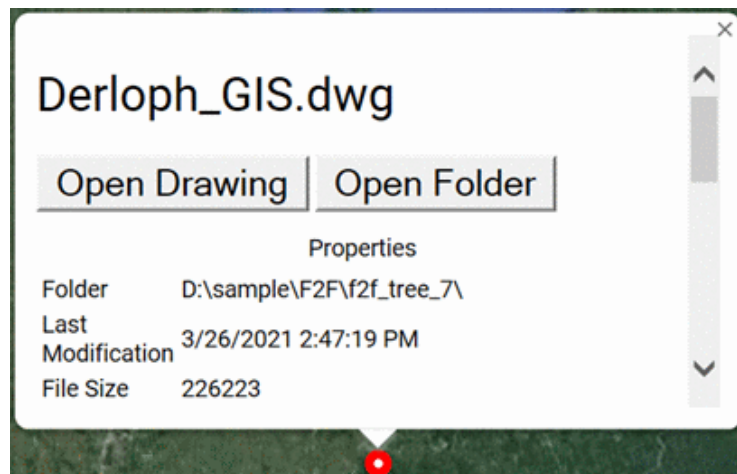 Derloph_GIS.dwg
Open Drawing Open Folder
Properties
Folder D:\sample\F2F\f2f_tree_7\
Last
Modification 3/26/2021 2:47:19 PM
File Size 226223